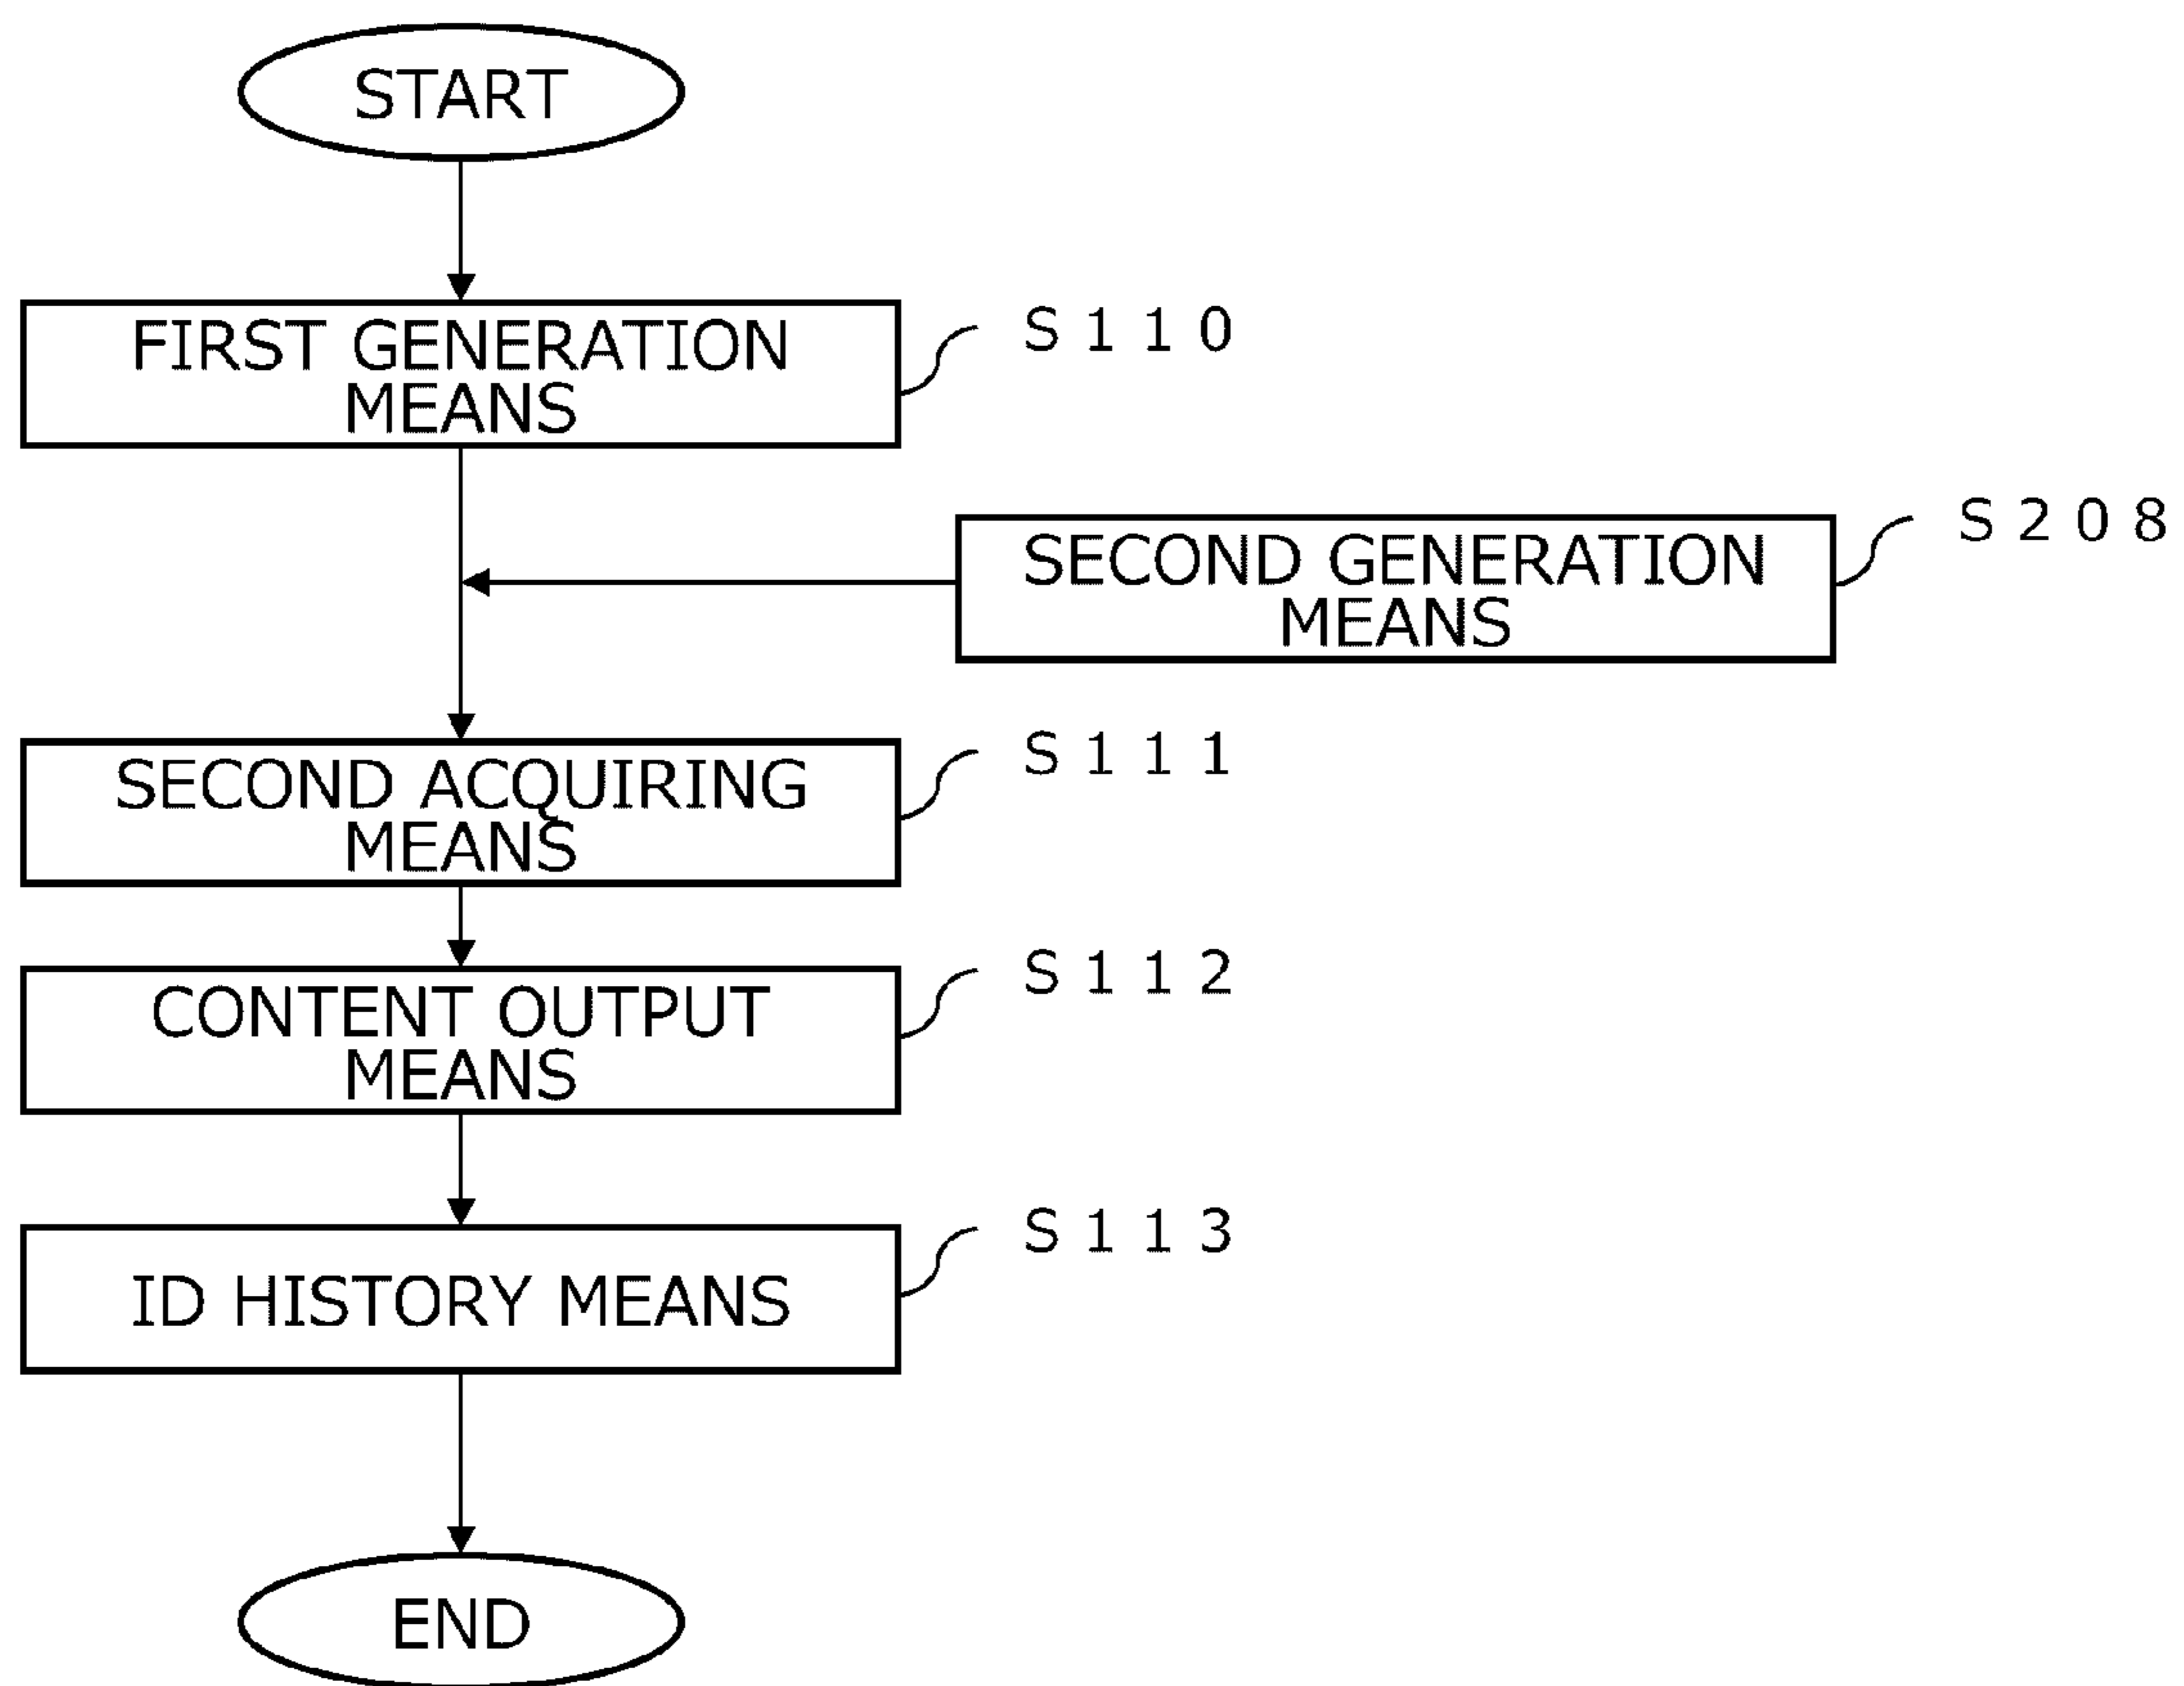 START
FIRST GENERATION
MEANS
S110
SECOND GENERATION
MEANS
S208
SECOND ACQUIRING
MEANS
S111
CONTENT OUTPUT
MEANS
S112
ID HISTORY MEANS
S113
END